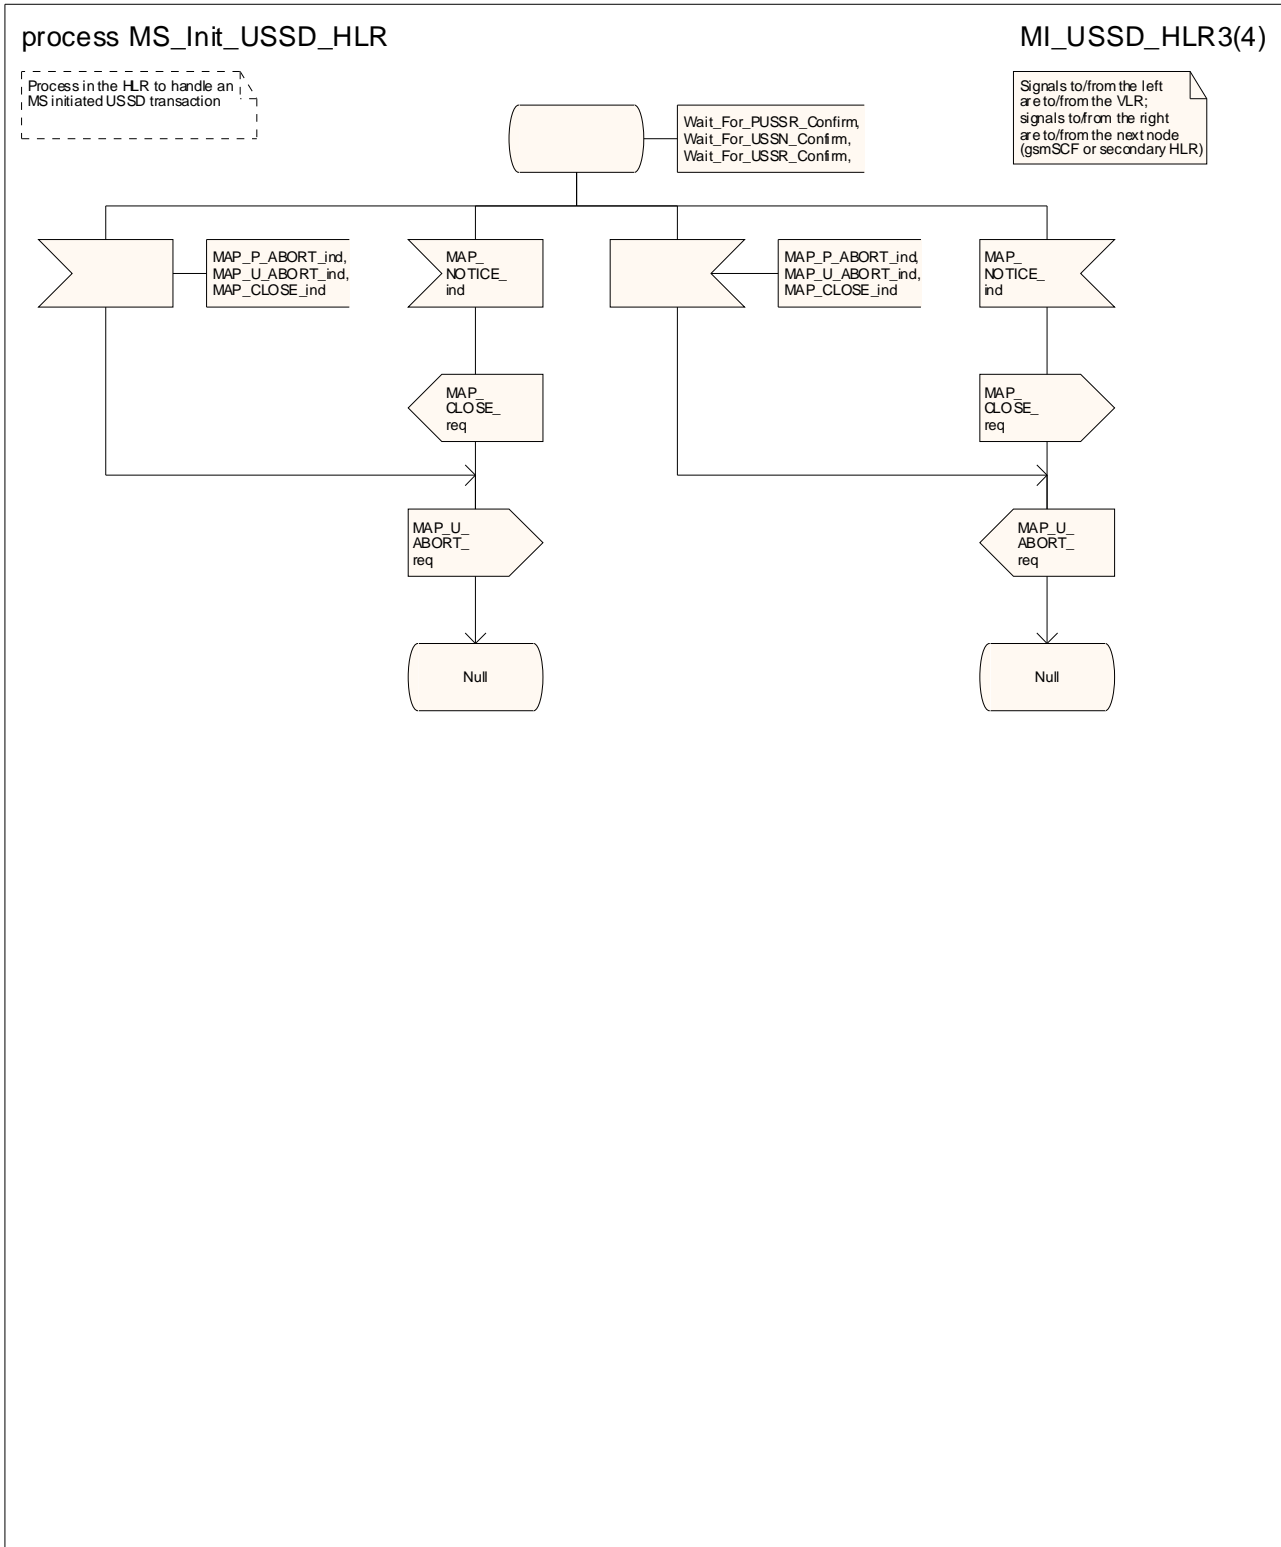 process MS_Init_USSD_HLR
MI_USSD_HLR3(4)
Process in the HLR to handle an
MS initiated USSD transaction
Signals to/from the left
are to/from the VLR;
signals to/from the right
are to/from the next node
(gsmSCF or secondary HLR)
Wait_For_PUSSR_Confirm,
Wait_For_USSN_Confirm,
Wait_For_USSR_Confirm,
MAP_P_ABORT_ind,
MAP_U_ABORT_ind,
MAP_CLOSE_ind
MAP_
NOTICE_
ind
MAP_P_ABORT_ind,
MAP_U_ABORT_ind,
MAP_CLOSE_ind
MAP_
NOTICE_
ind
MAP_
CLOSE_
req
MAP_
CLOSE_
req
MAP_U_
ABORT_
req
MAP_U_
ABORT_
req
Null
Null